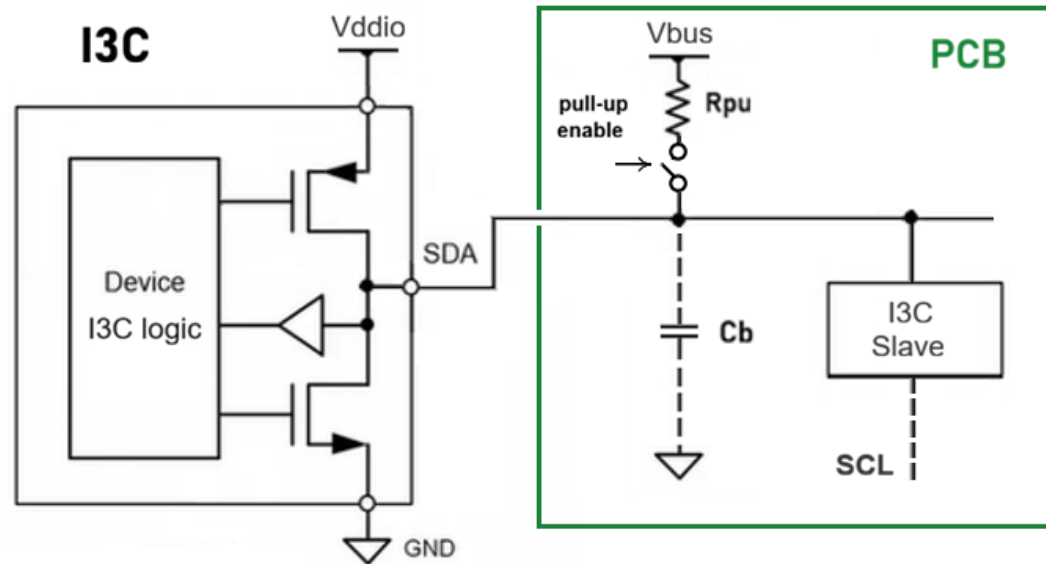 I3C
Vddio
Vbus
PCB
Rpu
pull-up
enable
SDA
Device
I3C logic
Cb
I3C
Slave
SCL
GND